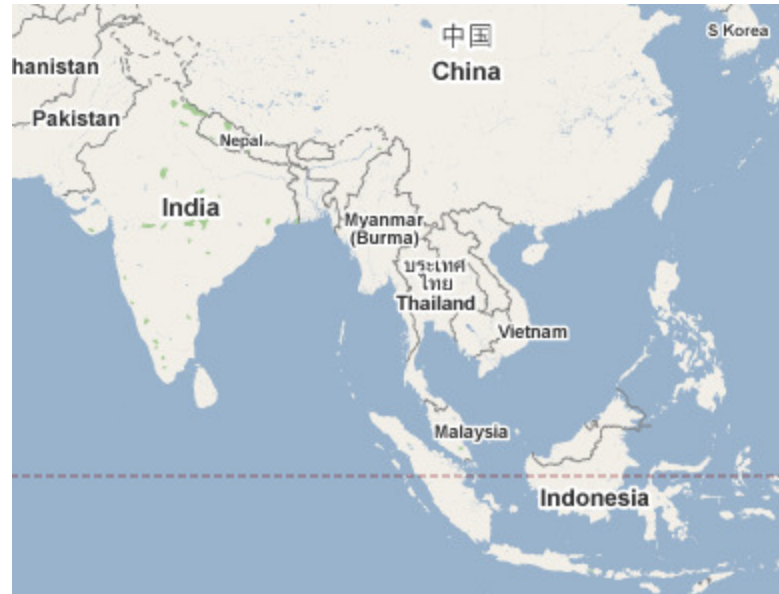 中国
China
S Korea
hanistan
Pakistan
Nepal
India
Myanmar
(Burma)
ประเทศ
ไทย
Thailand
Vietnam
Malaysia
Indonesia